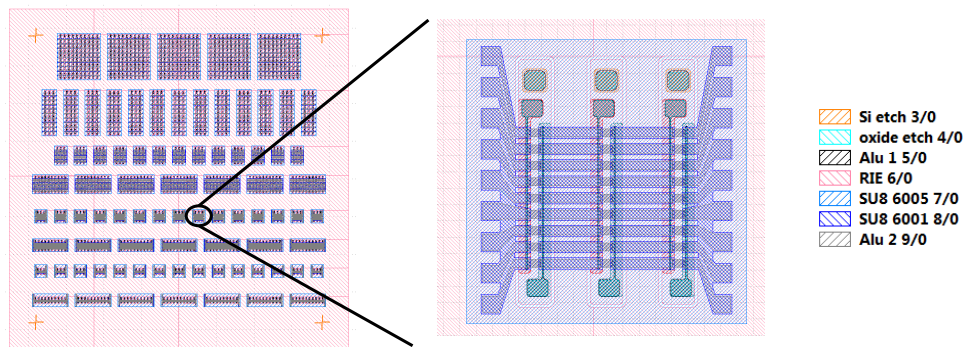 Si etch 3/0
oxide etch 4/0
Alu 1 5/0
RIE 6/0
SU8 6005 7/0
SU8 6001 8/0
Alu 2 9/0